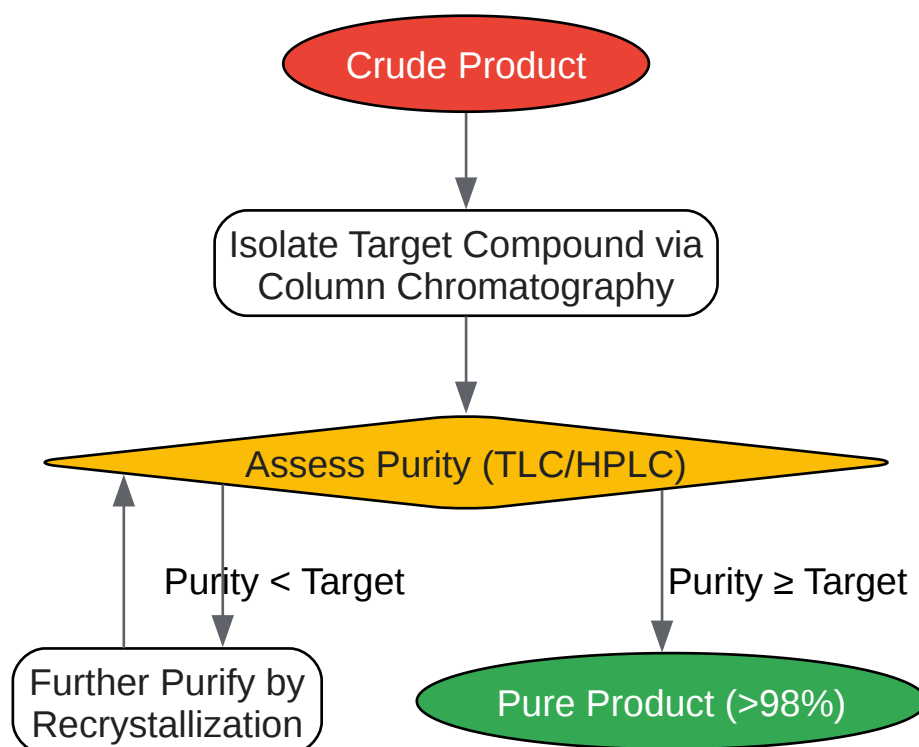 Crude Product
Isolate Target Compound via
Column Chromatography
Assess Purity (TLC/HPLC)
Purity < Target
Purity ≥ Target
Further Purify by
Recrystallization
Pure Product (>98%)